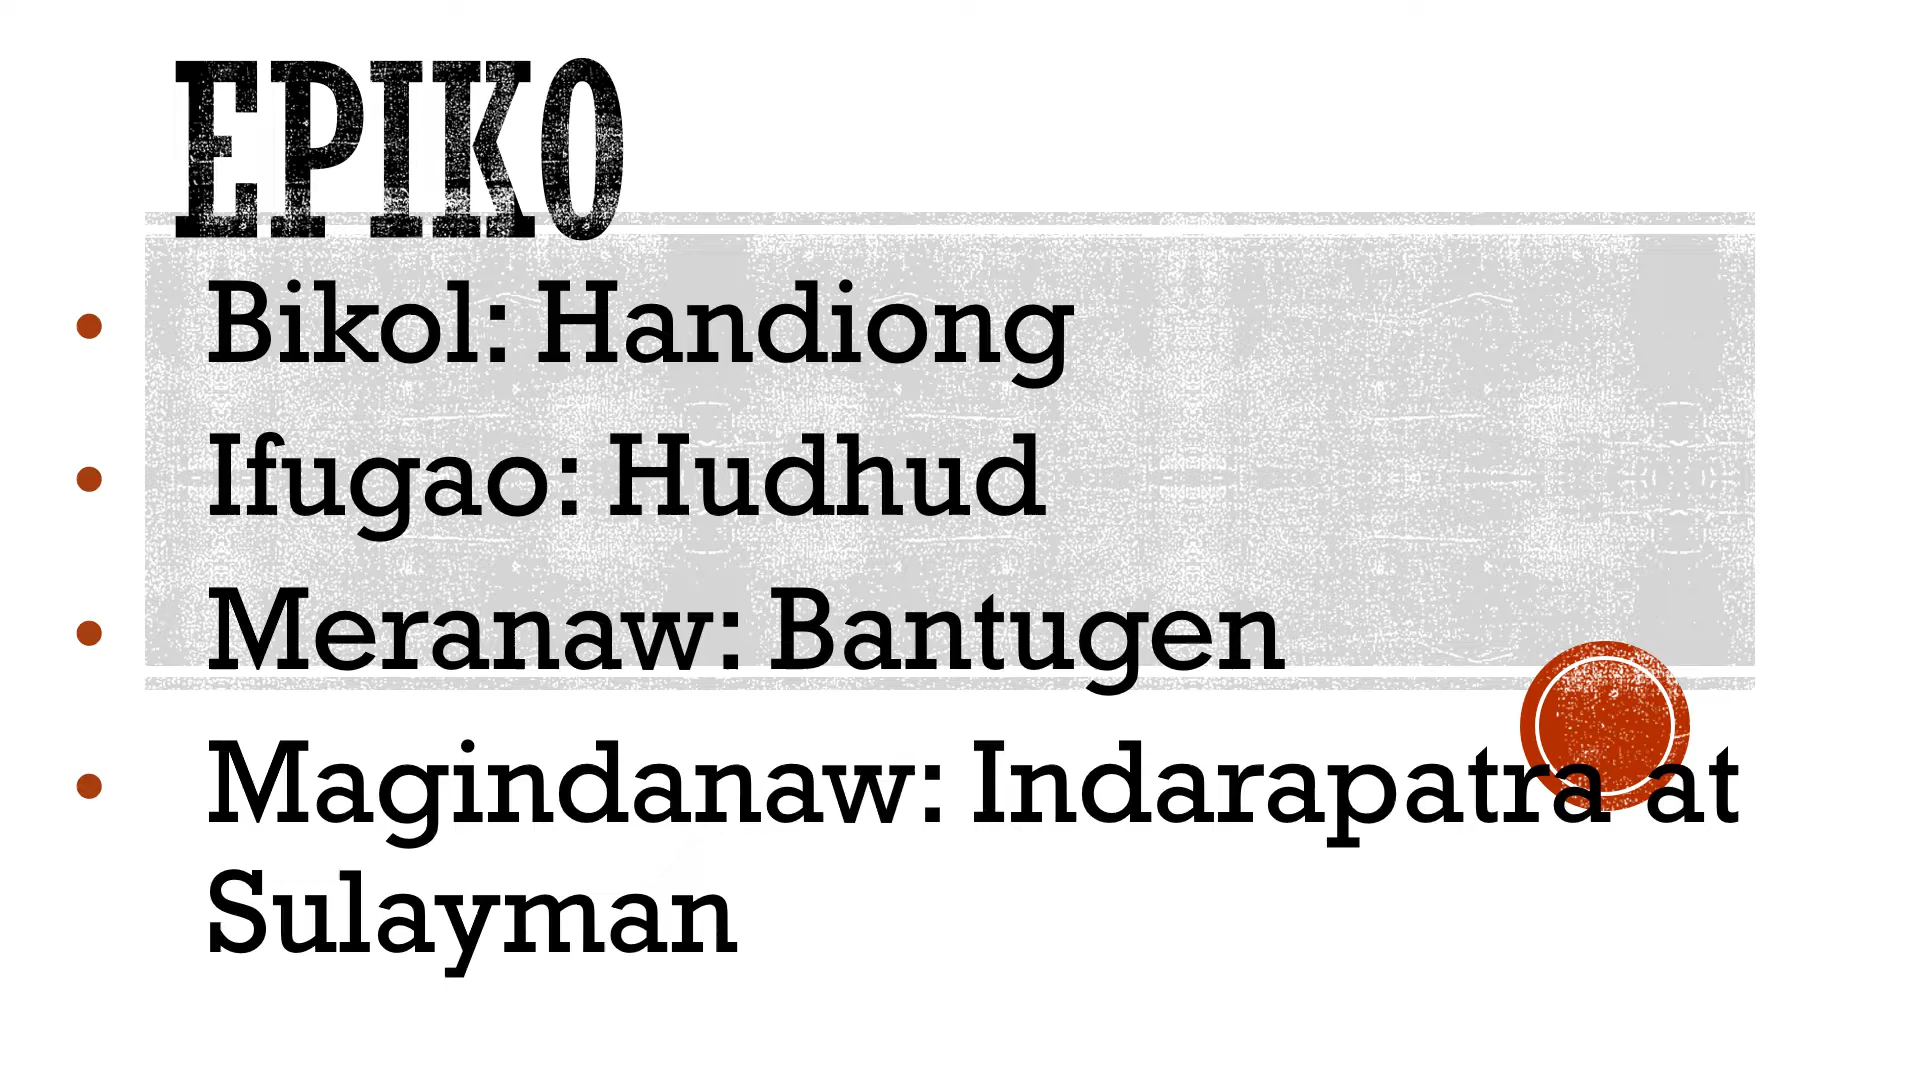 EPIKO
• Bikol: Handiong
• Ifugao: Hudhud
• Meranaw: Bantugen
• Magindanaw: Indarapatra at
Sulayman